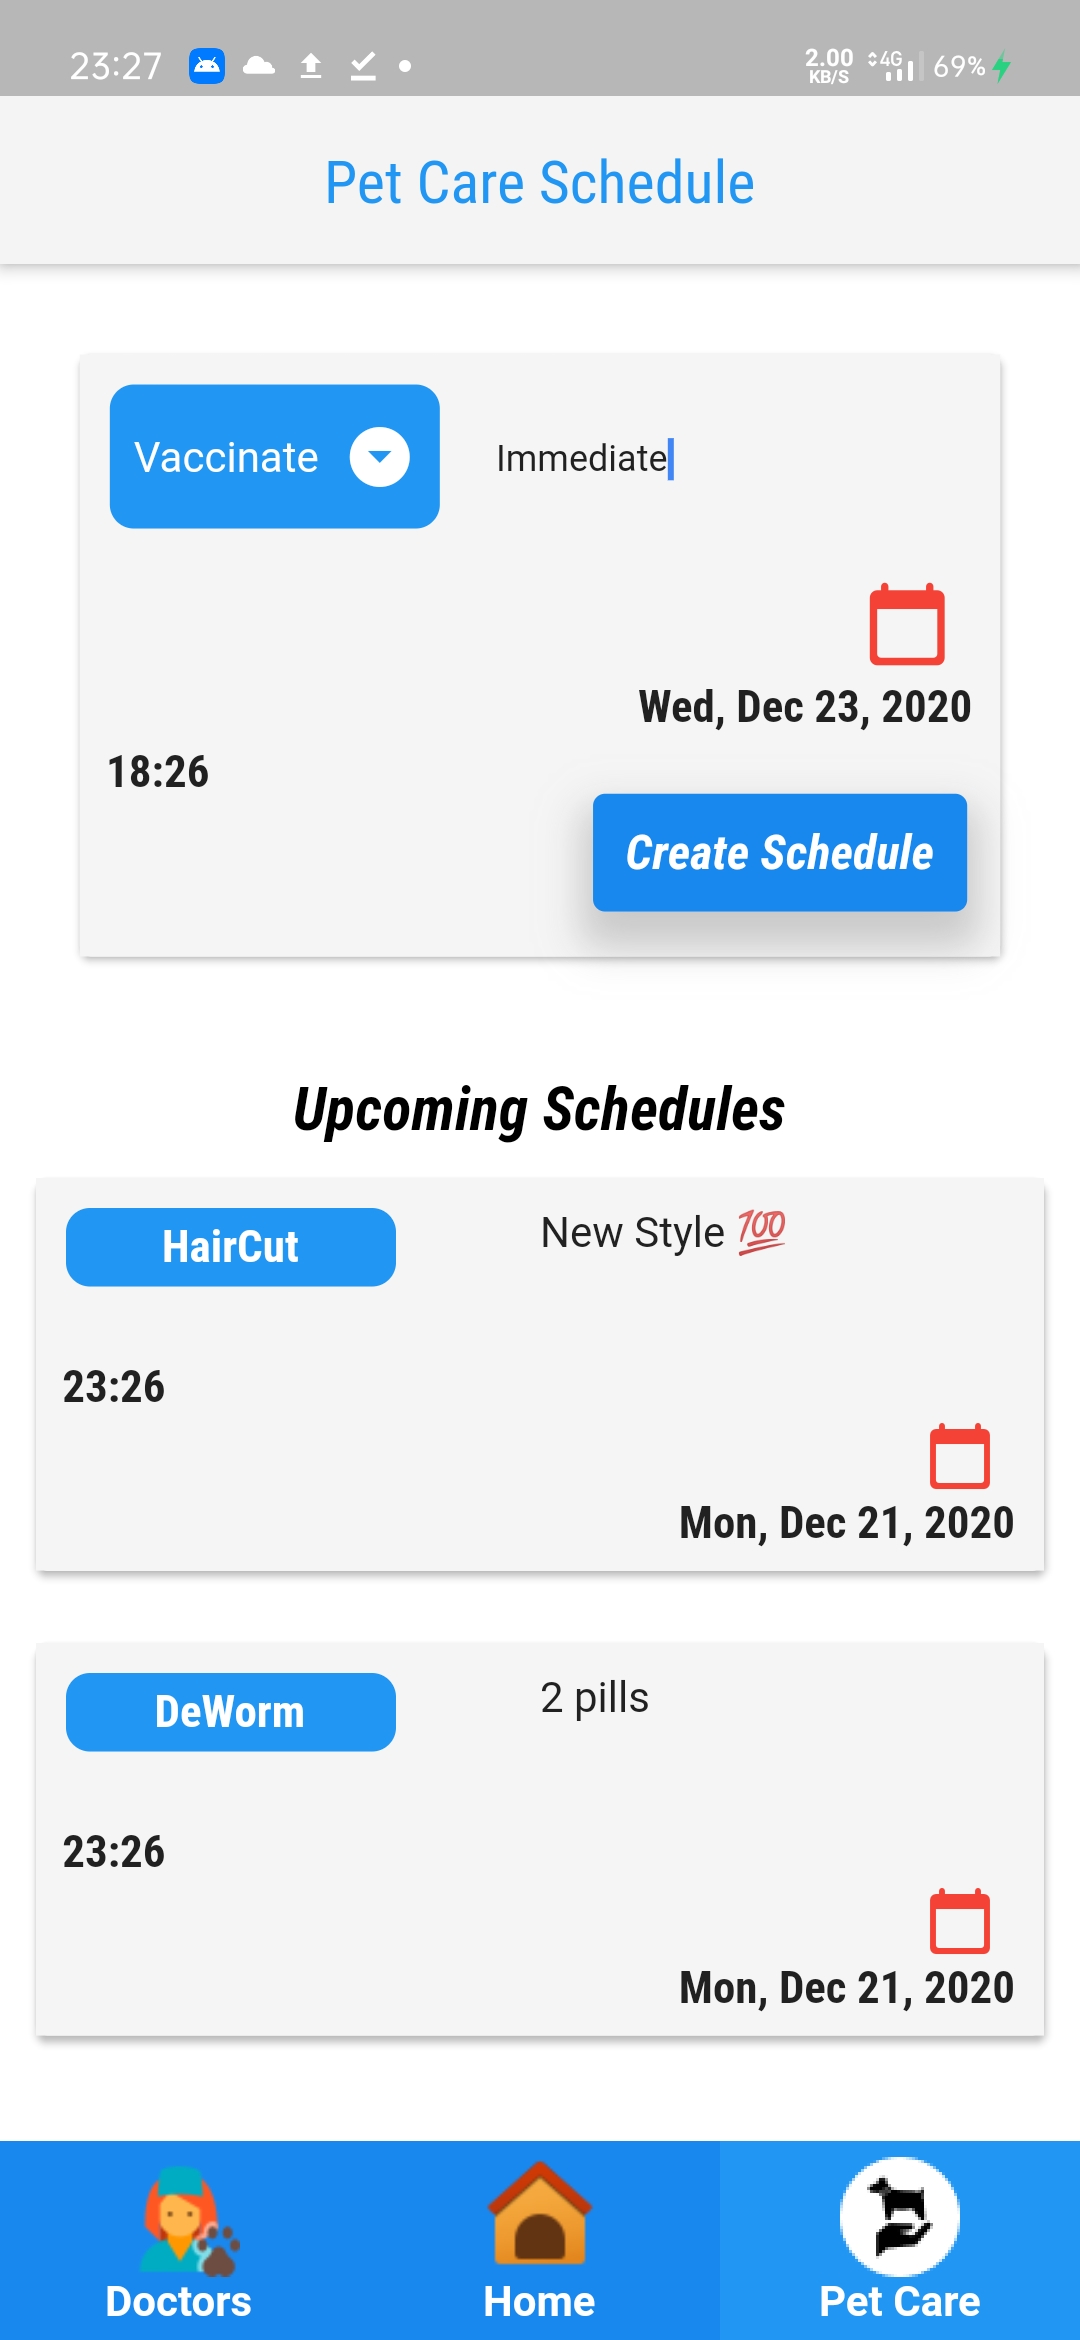 23:27 2.00 KB/S 4G 69%
Pet Care Schedule
Vaccinate Immediate
Wed, Dec 23, 2020
18:26
Create Schedule
Upcoming Schedules
HairCut New Style 💯
23:26
Mon, Dec 21, 2020
DeWorm 2 pills
23:26
Mon, Dec 21, 2020
Doctors Home Pet Care